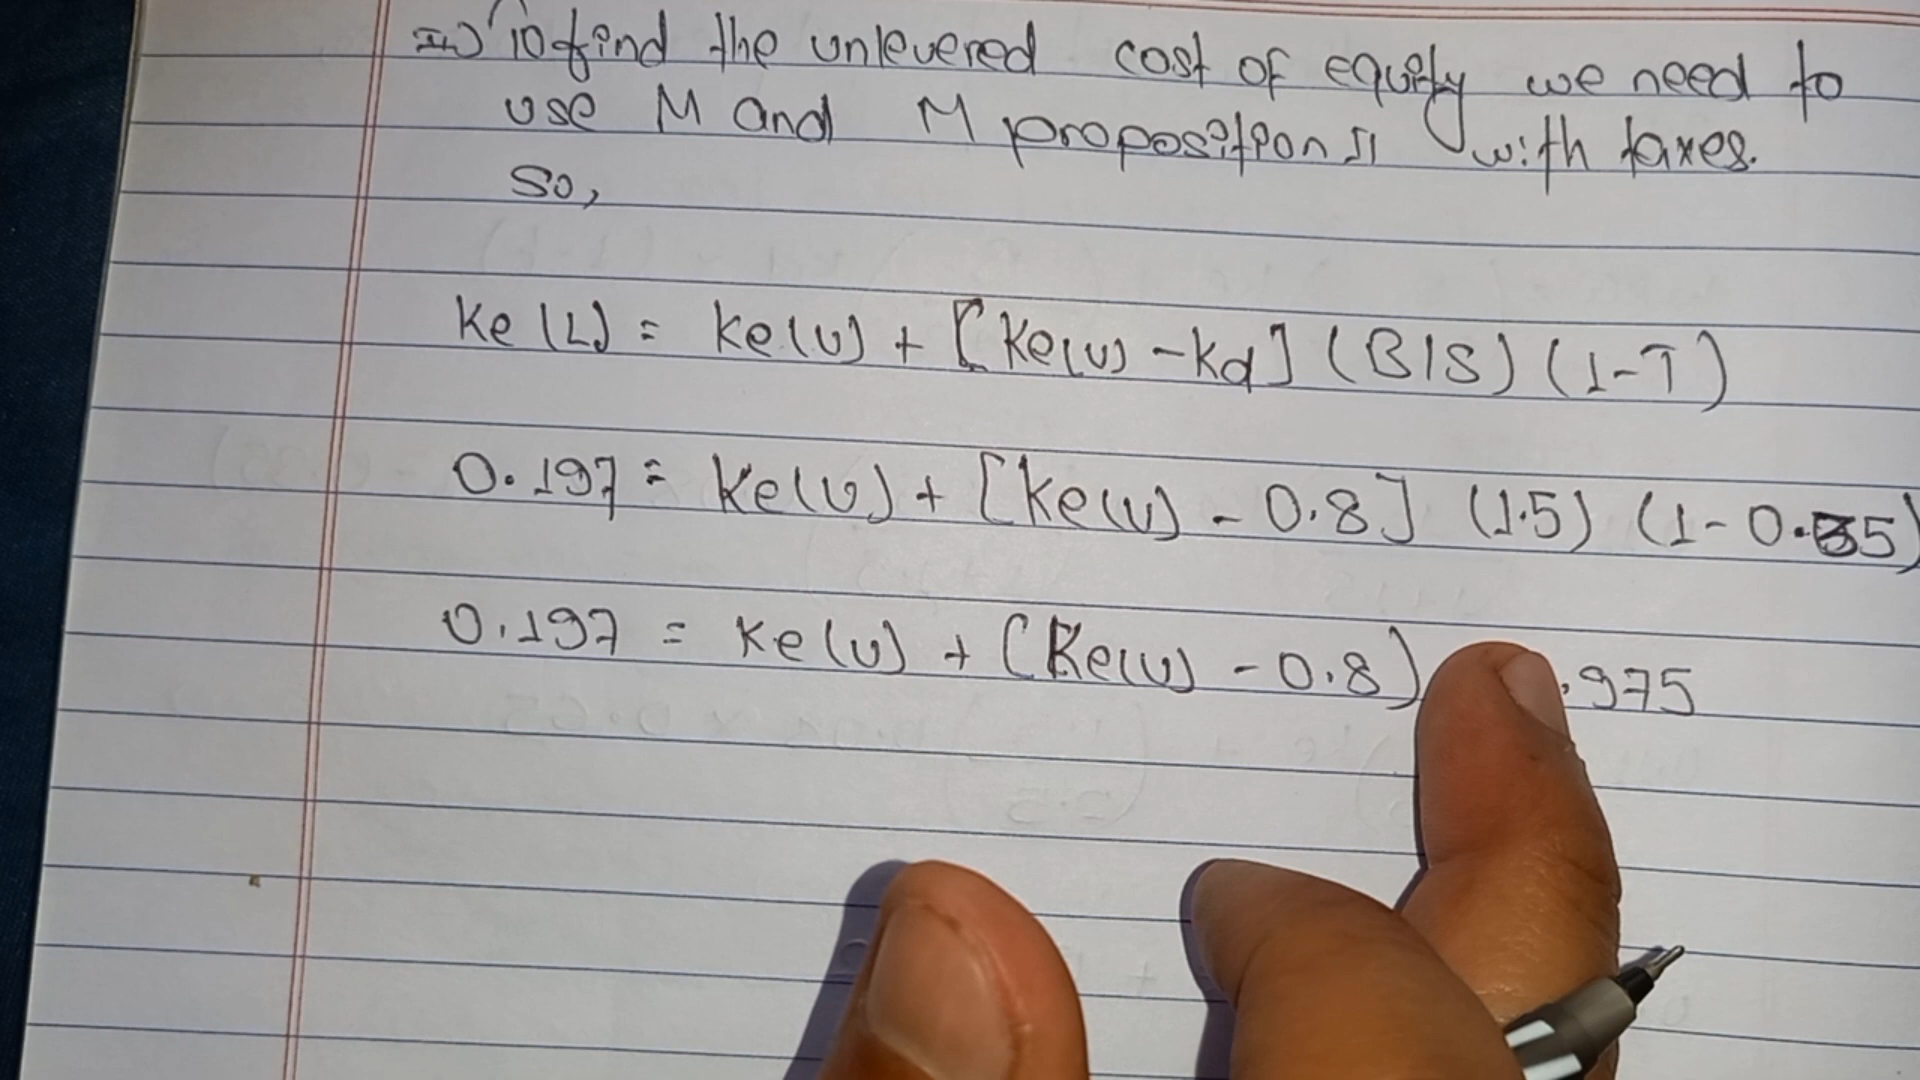 To find the unlevered cost of equity we need to
use M and M proposition II with taxes.
So,
Ke (L) = Ke(u) + [Ke(u) - Kd] (B/S) (1-T)
0.197 = Ke(u) + [Ke(u) - 0.8] (1.5) (1-0.35)
0.197 = Ke(u) + (Ke(u) - 0.8) .975